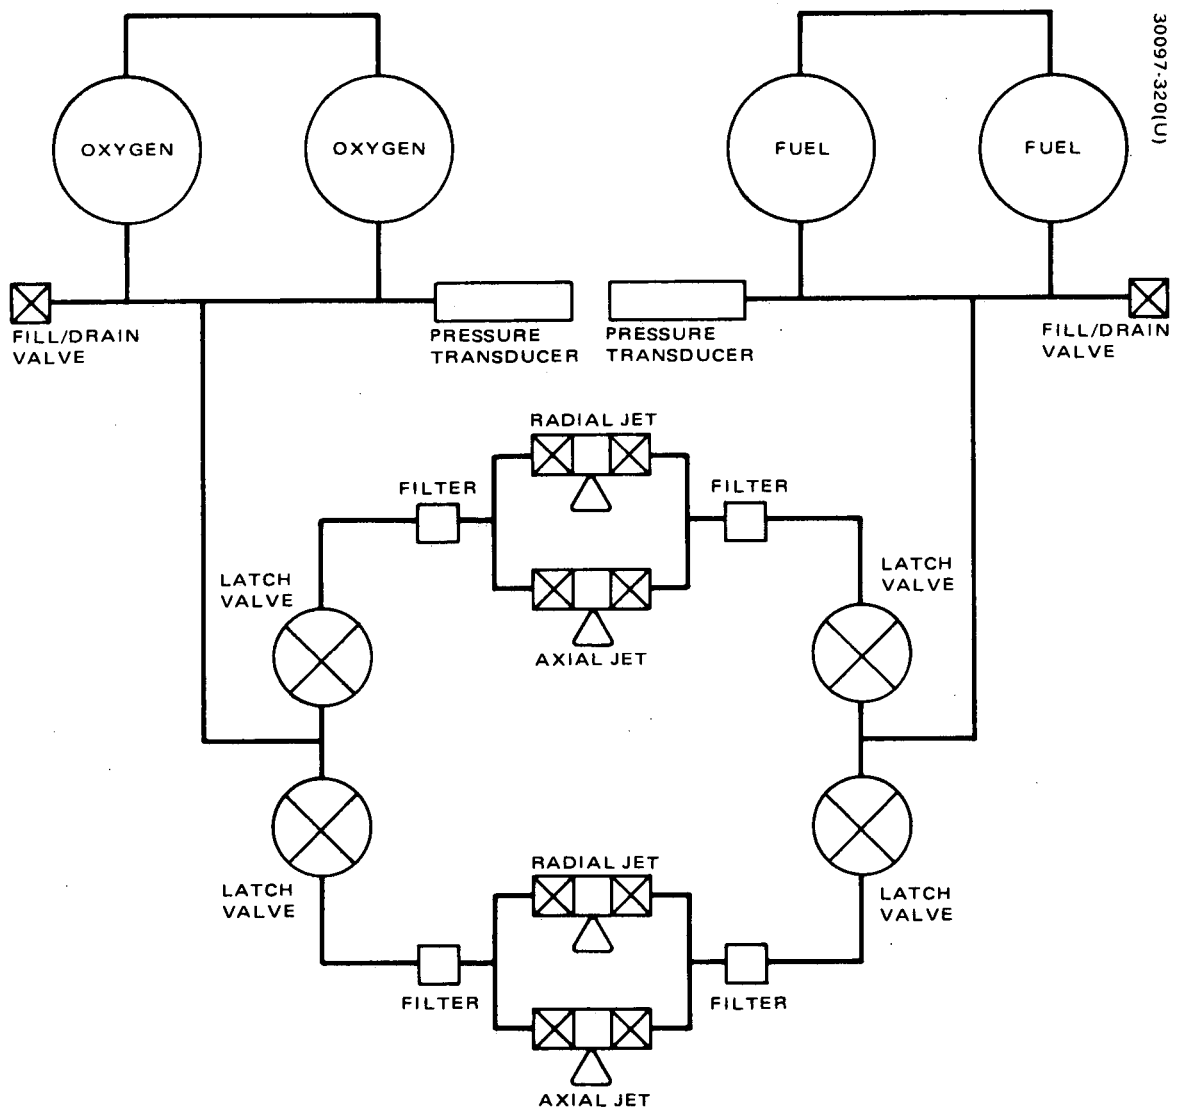 30097-320(U)
OXYGEN
OXYGEN
FUEL
FUEL
FILL/DRAIN
VALVE
PRESSURE
TRANSDUCER
PRESSURE
TRANSDUCER
FILL/DRAIN
VALVE
RADIAL JET
FILTER
FILTER
LATCH
VALVE
LATCH
VALVE
AXIAL JET
RADIAL JET
LATCH
VALVE
LATCH
VALVE
FILTER
FILTER
AXIAL JET